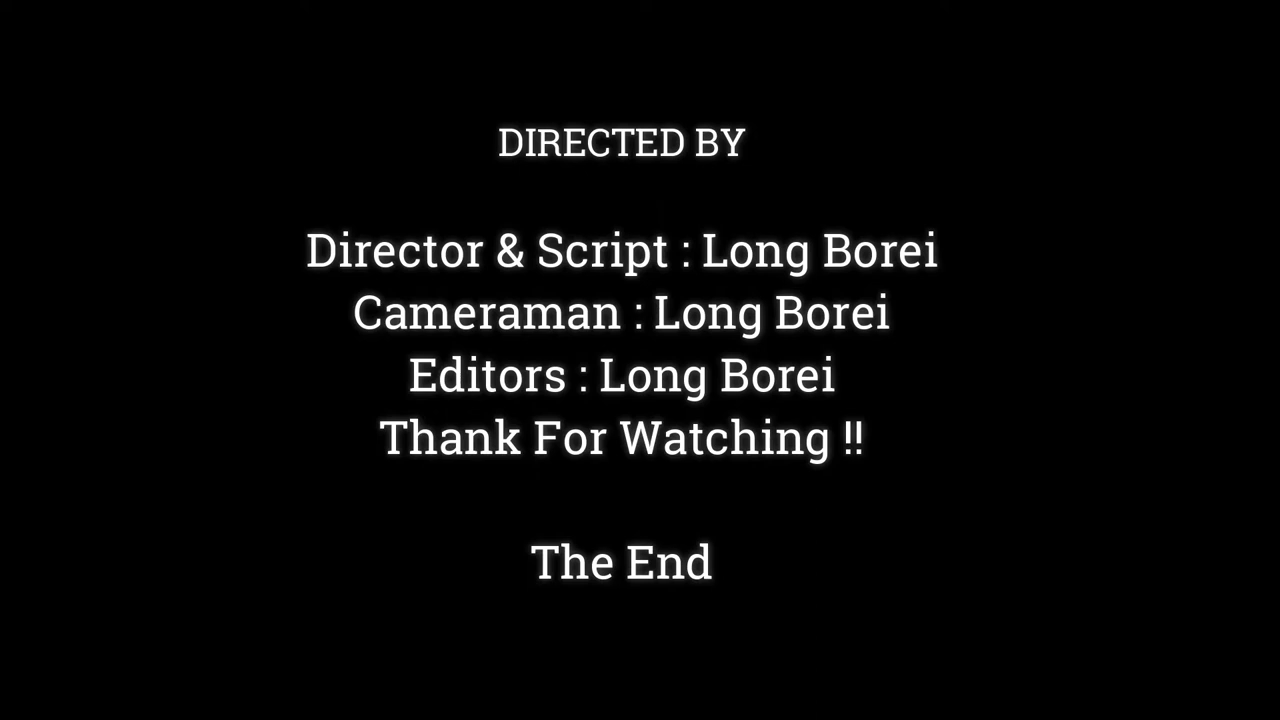 DIRECTED BY
Director & Script : Long Borei
Cameraman : Long Borei
Editors : Long Borei
Thank For Watching !!
The End